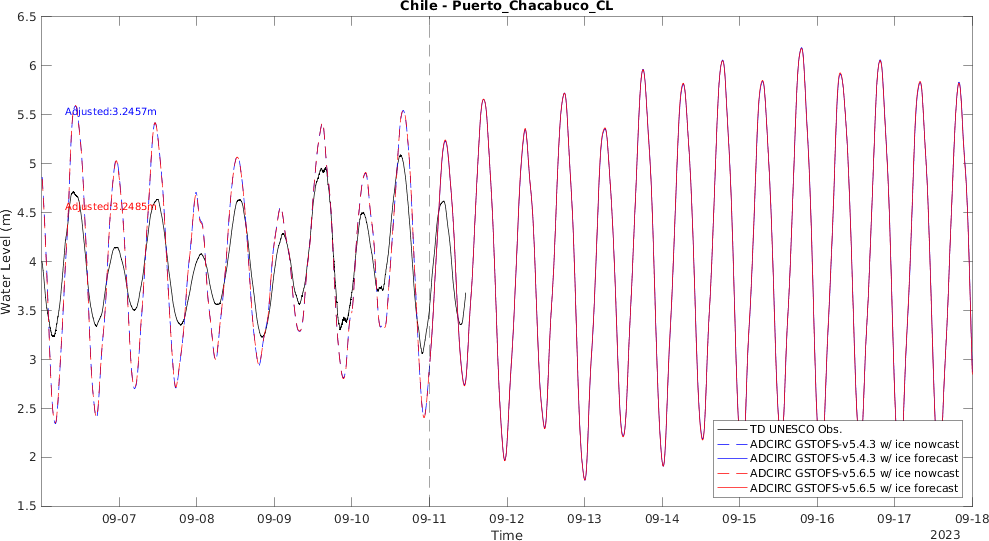 Chile - Puerto_Chacabuco_CL
6.5
6
5.5
5
4.5
4
3.5
3
2.5
2
1.5
Water Level (m)
Adjusted:3.2457m
Adjusted:3.2485m
TD UNESCO Obs.
ADCIRC GSTOFS-v5.4.3 w/ ice nowcast
ADCIRC GSTOFS-v5.4.3 w/ ice forecast
ADCIRC GSTOFS-v5.6.5 w/ ice nowcast
ADCIRC GSTOFS-v5.6.5 w/ ice forecast
09-07 09-08 09-09 09-10 09-11 09-12 09-13 09-14 09-15 09-16 09-17 09-18
Time
2023